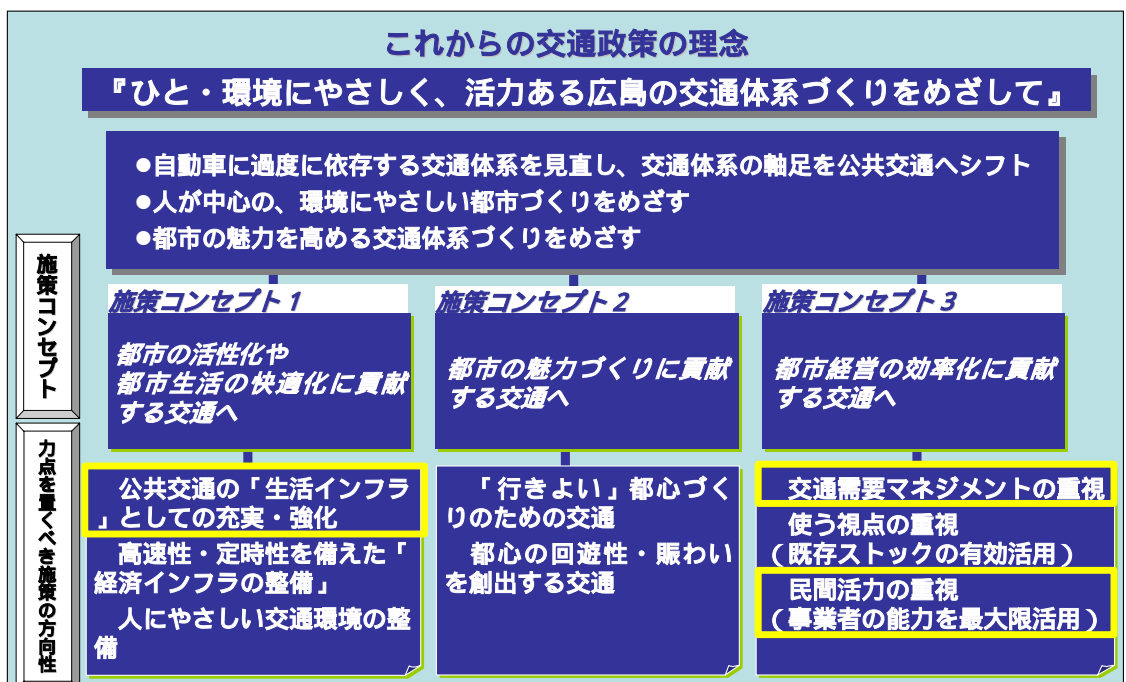 これからの交通政策の理念
『ひと・環境にやさしく、活力ある広島の交通体系づくりをめざして』
●自動車に過度に依存する交通体系を見直し、交通体系の軸足を公共交通へシフト
●人が中心の、環境にやさしい都市づくりをめざす
●都市の魅力を高める交通体系づくりをめざす
施策コンセプト
施策コンセプト1
都市の活性化や
都市生活の快適化に貢献
する交通へ
施策コンセプト2
都市の魅力づくりに貢献
する交通へ
施策コンセプト3
都市経営の効率化に貢献
する交通へ
力点を置くべき施策の方向性
公共交通の「生活インフラ
」としての充実・強化
高速性・定時性を備えた「
経済インフラの整備」
人にやさしい交通環境の整
備
「行きよい」都心づく
りのための交通
都心の回遊性・賑わい
を創出する交通
交通需要マネジメントの重視
使う視点の重視
(既存ストックの有効活用)
民間活力の重視
(事業者の能力を最大限活用)